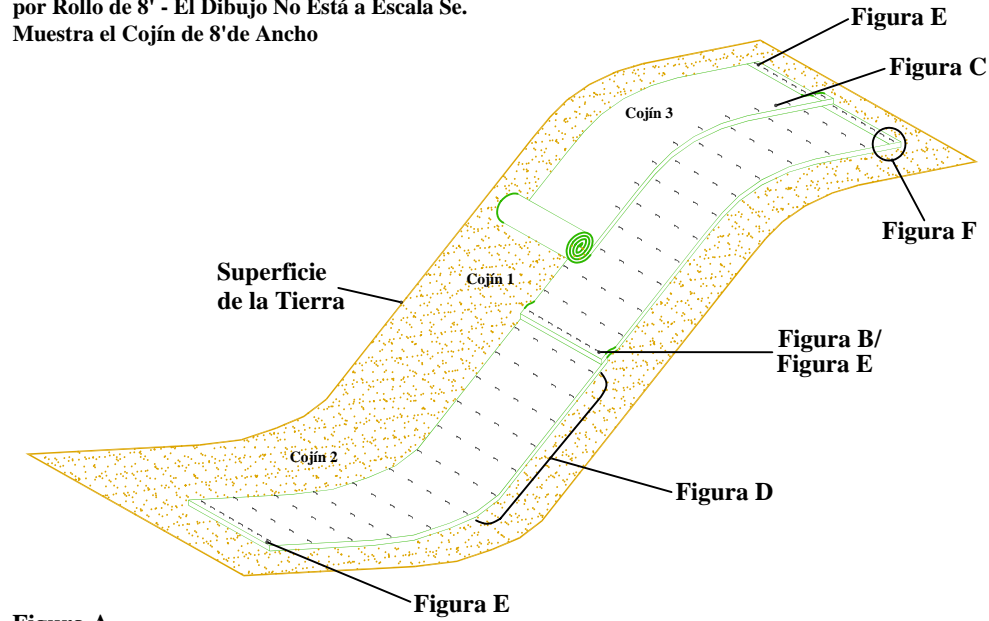 por Rollo de 8' - El Dibujo No Está a Escala Se.
Muestra el Cojín de 8'de Ancho
Figura E
Figura C
Cojín 3
Figura F
Superficie
de la Tierra
Cojín 1
Figura B/
Figura E
Cojín 2
Figura D
Figura E
Figura A